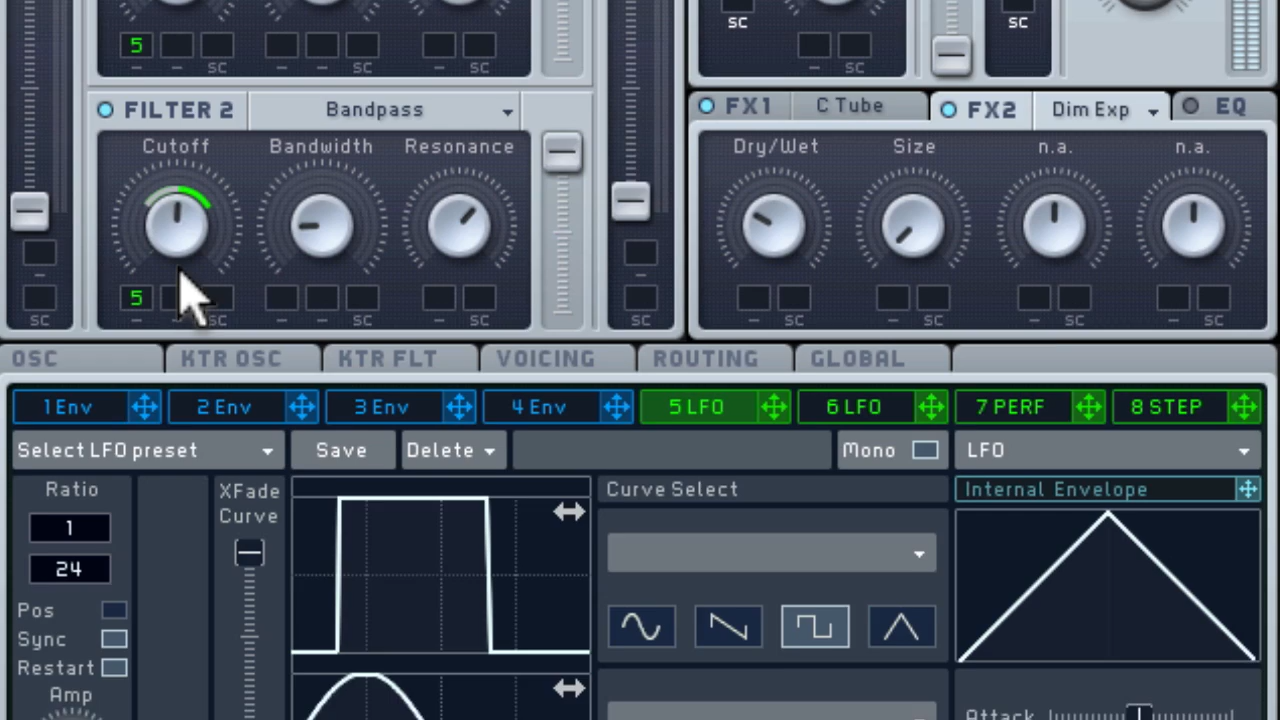 SC SC
5
- - SC - - SC - SC - SC
FILTER 2 Bandpass
FX1 C Tube FX2 Dim Exp EQ
Cutoff Bandwidth Resonance
Dry/Wet Size n.a. n.a.
5
- SC - - SC - SC
- SC - SC - SC - SC
-
SC
-
SC
OSC KTR OSC KTR FLT VOICING ROUTING GLOBAL
1 Env 2 Env 3 Env 4 Env 5 LFO 6 LFO 7 PERF 8 STEP
Select LFO preset Save Delete Mono LFO
Ratio
1
24
Pos
Sync
Restart
Amp
XFade
Curve
Curve Select
Internal Envelope
Attack